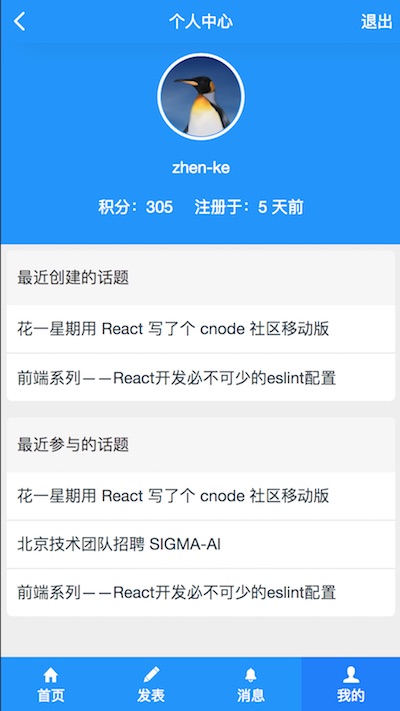 个人中心
退出
zhen-ke
积分：305 注册于：5 天前
最近创建的话题
花一星期用 React 写了个 cnode 社区移动版
前端系列——React开发必不可少的eslint配置
最近参与的话题
花一星期用 React 写了个 cnode 社区移动版
北京技术团队招聘 SIGMA-AI
前端系列——React开发必不可少的eslint配置
首页 发表 消息 我的